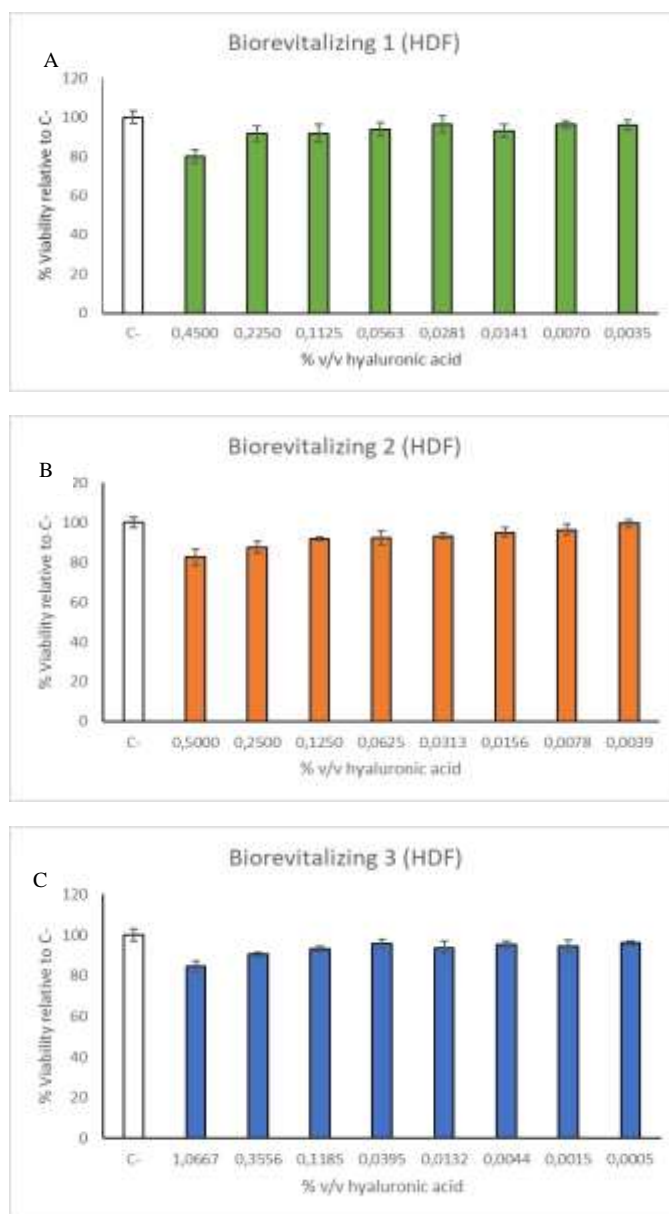 A
Biorevitalizing 1 (HDF)
% Viability relative to C-
120
100
80
60
40
20
0
C- 0,4500 0,2250 0,1125 0,0563 0,0281 0,0141 0,0070 0,0035
% v/v hyaluronic acid
B
Biorevitalizing 2 (HDF)
% Viability relative to C-
20
100
80
60
40
20
0
C- 0,5000 0,2500 0,1250 0,0625 0,0313 0,0156 0,0078 0,0039
% v/v hyaluronic acid
C
Biorevitalizing 3 (HDF)
% Viability relative to C-
120
100
80
60
40
20
0
C- 1,0667 0,3556 0,1185 0,0395 0,0132 0,0044 0,0015 0,0005
% v/v hyaluronic acid